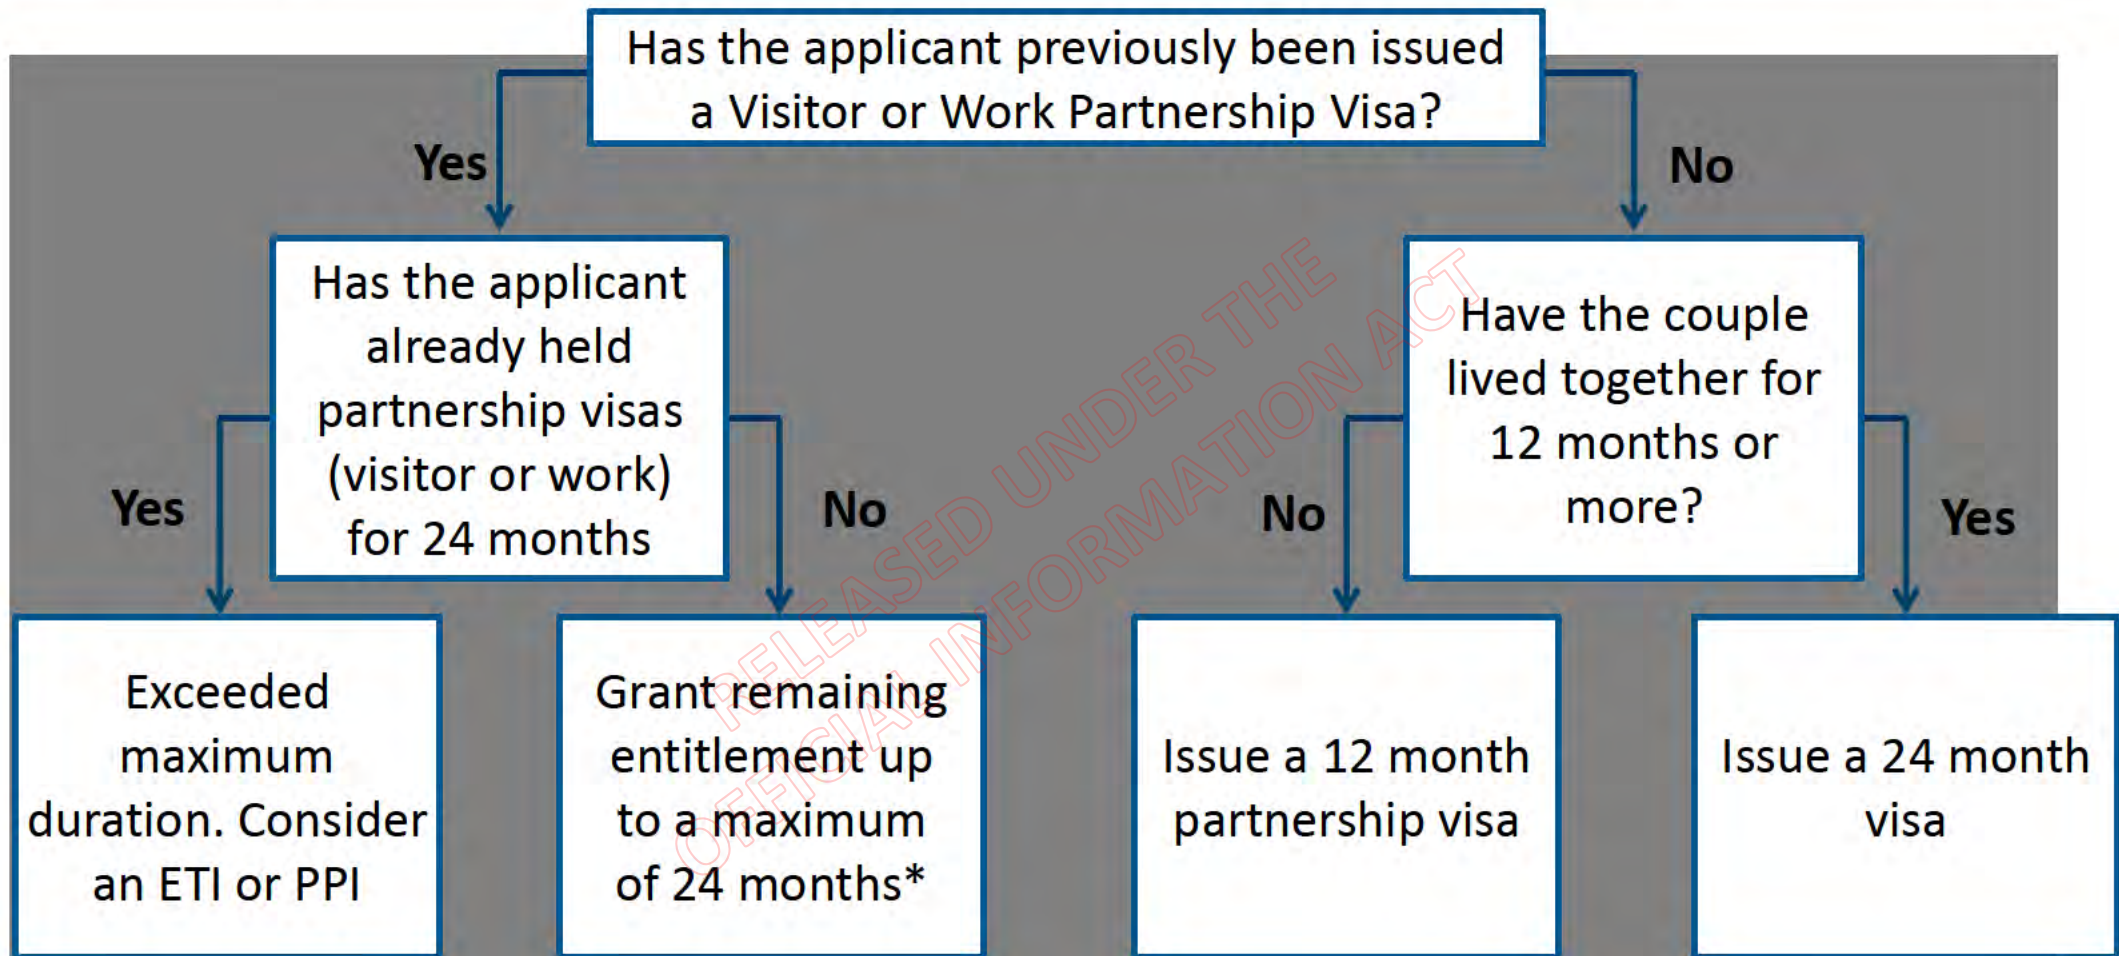 Has the applicant previously been issued
a Visitor or Work Partnership Visa?
Yes
No
Has the applicant
already held
partnership visas
(visitor or work)
for 24 months
Have the couple
lived together for
12 months or
more?
Yes
No
No
Yes
Exceeded
maximum
duration. Consider
an ETI or PPI
Grant remaining
entitlement up
to a maximum
of 24 months*
Issue a 12 month
partnership visa
Issue a 24 month
visa
RELEASED UNDER THE
OFFICIAL INFORMATION ACT